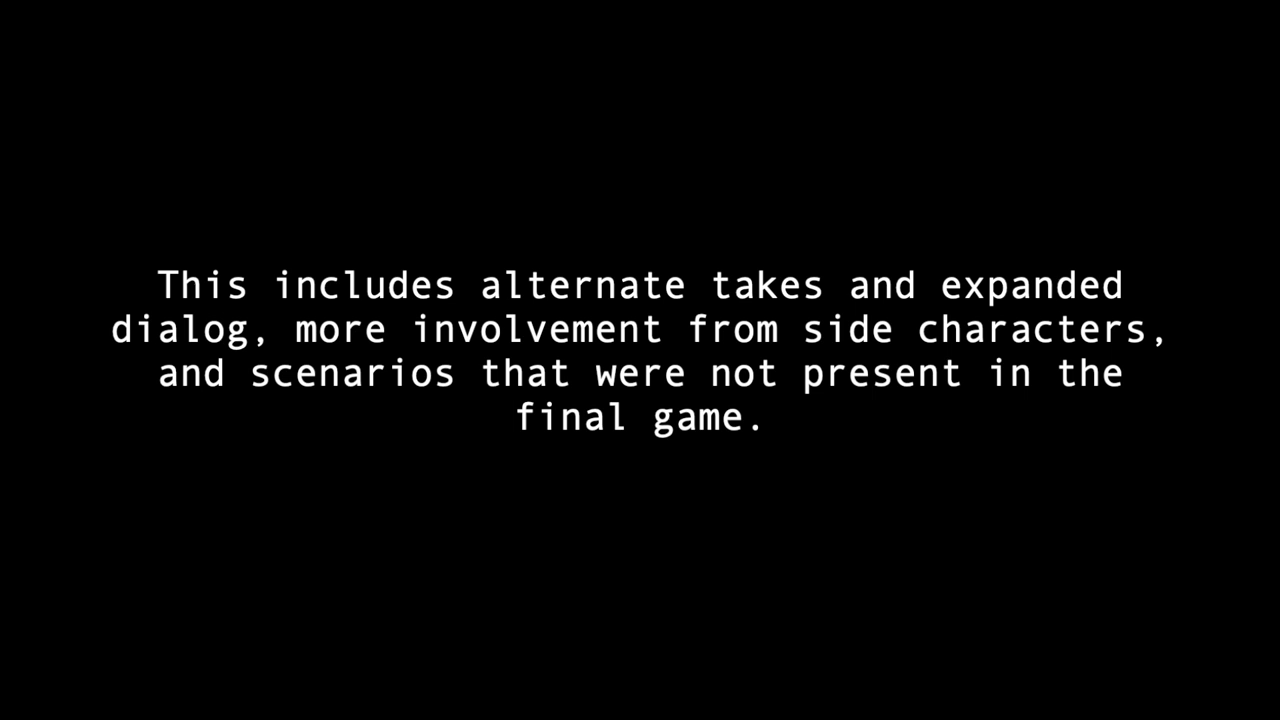 This includes alternate takes and expanded
dialog, more involvement from side characters,
and scenarios that were not present in the
final game.